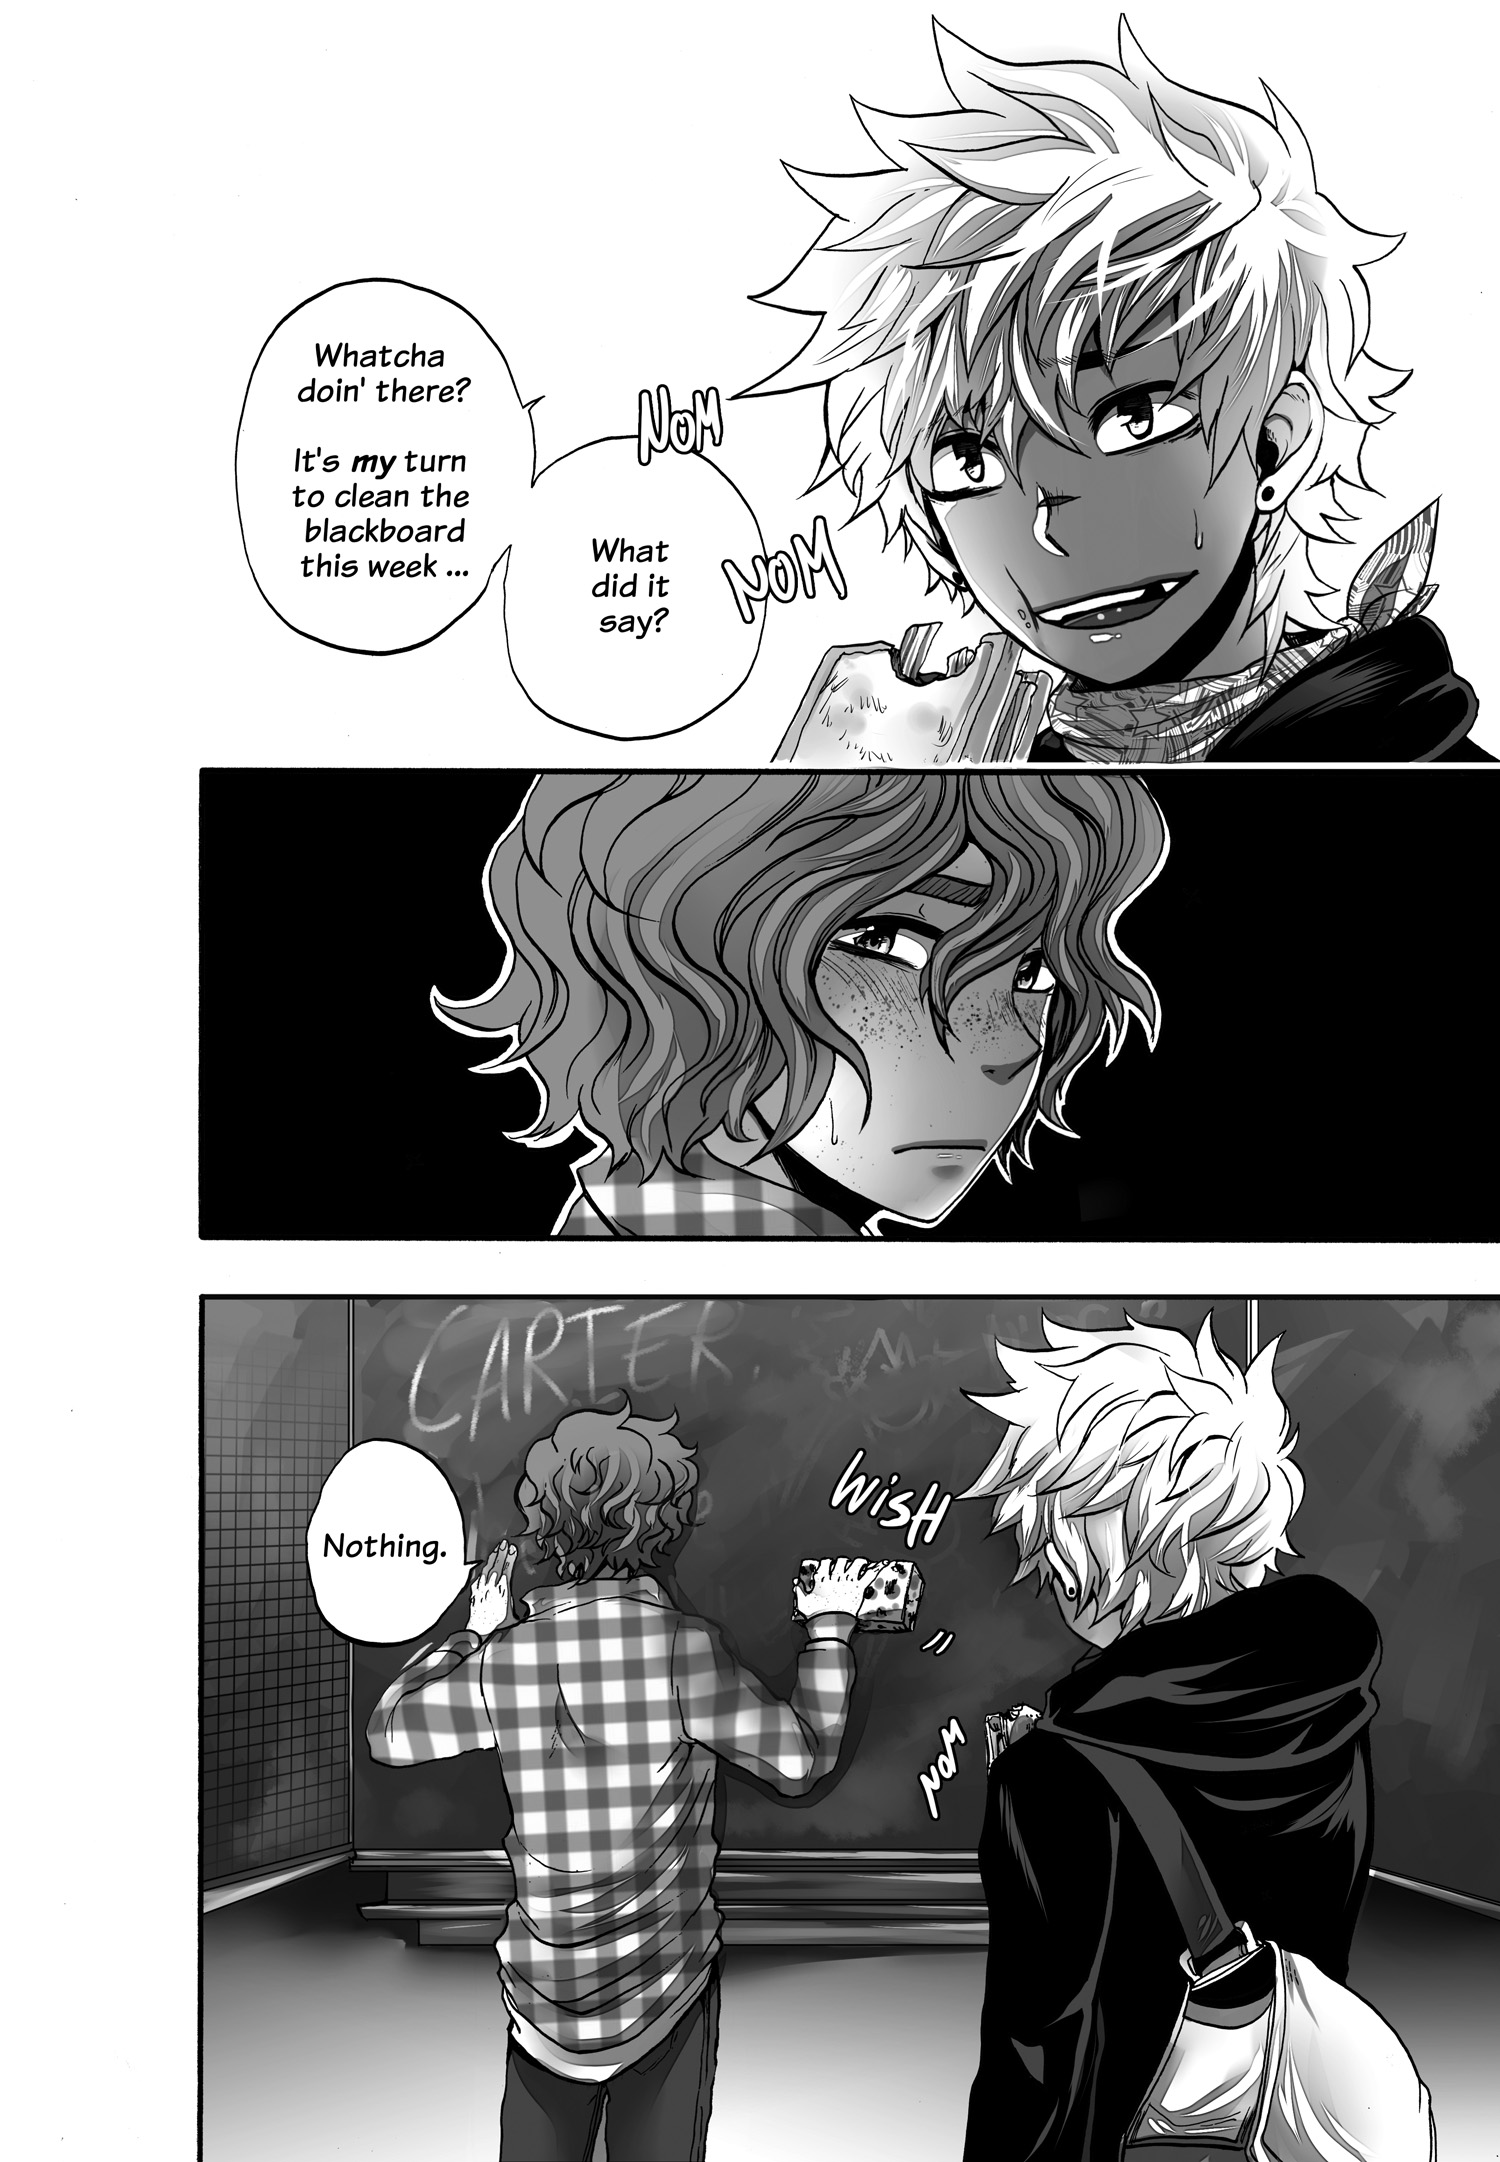 Whatcha
doin' there?
It's my turn
to clean the
blackboard
this week ...
NOM
NOM
What
did it
say?
CARTER
Nothing.
WISH
NOM